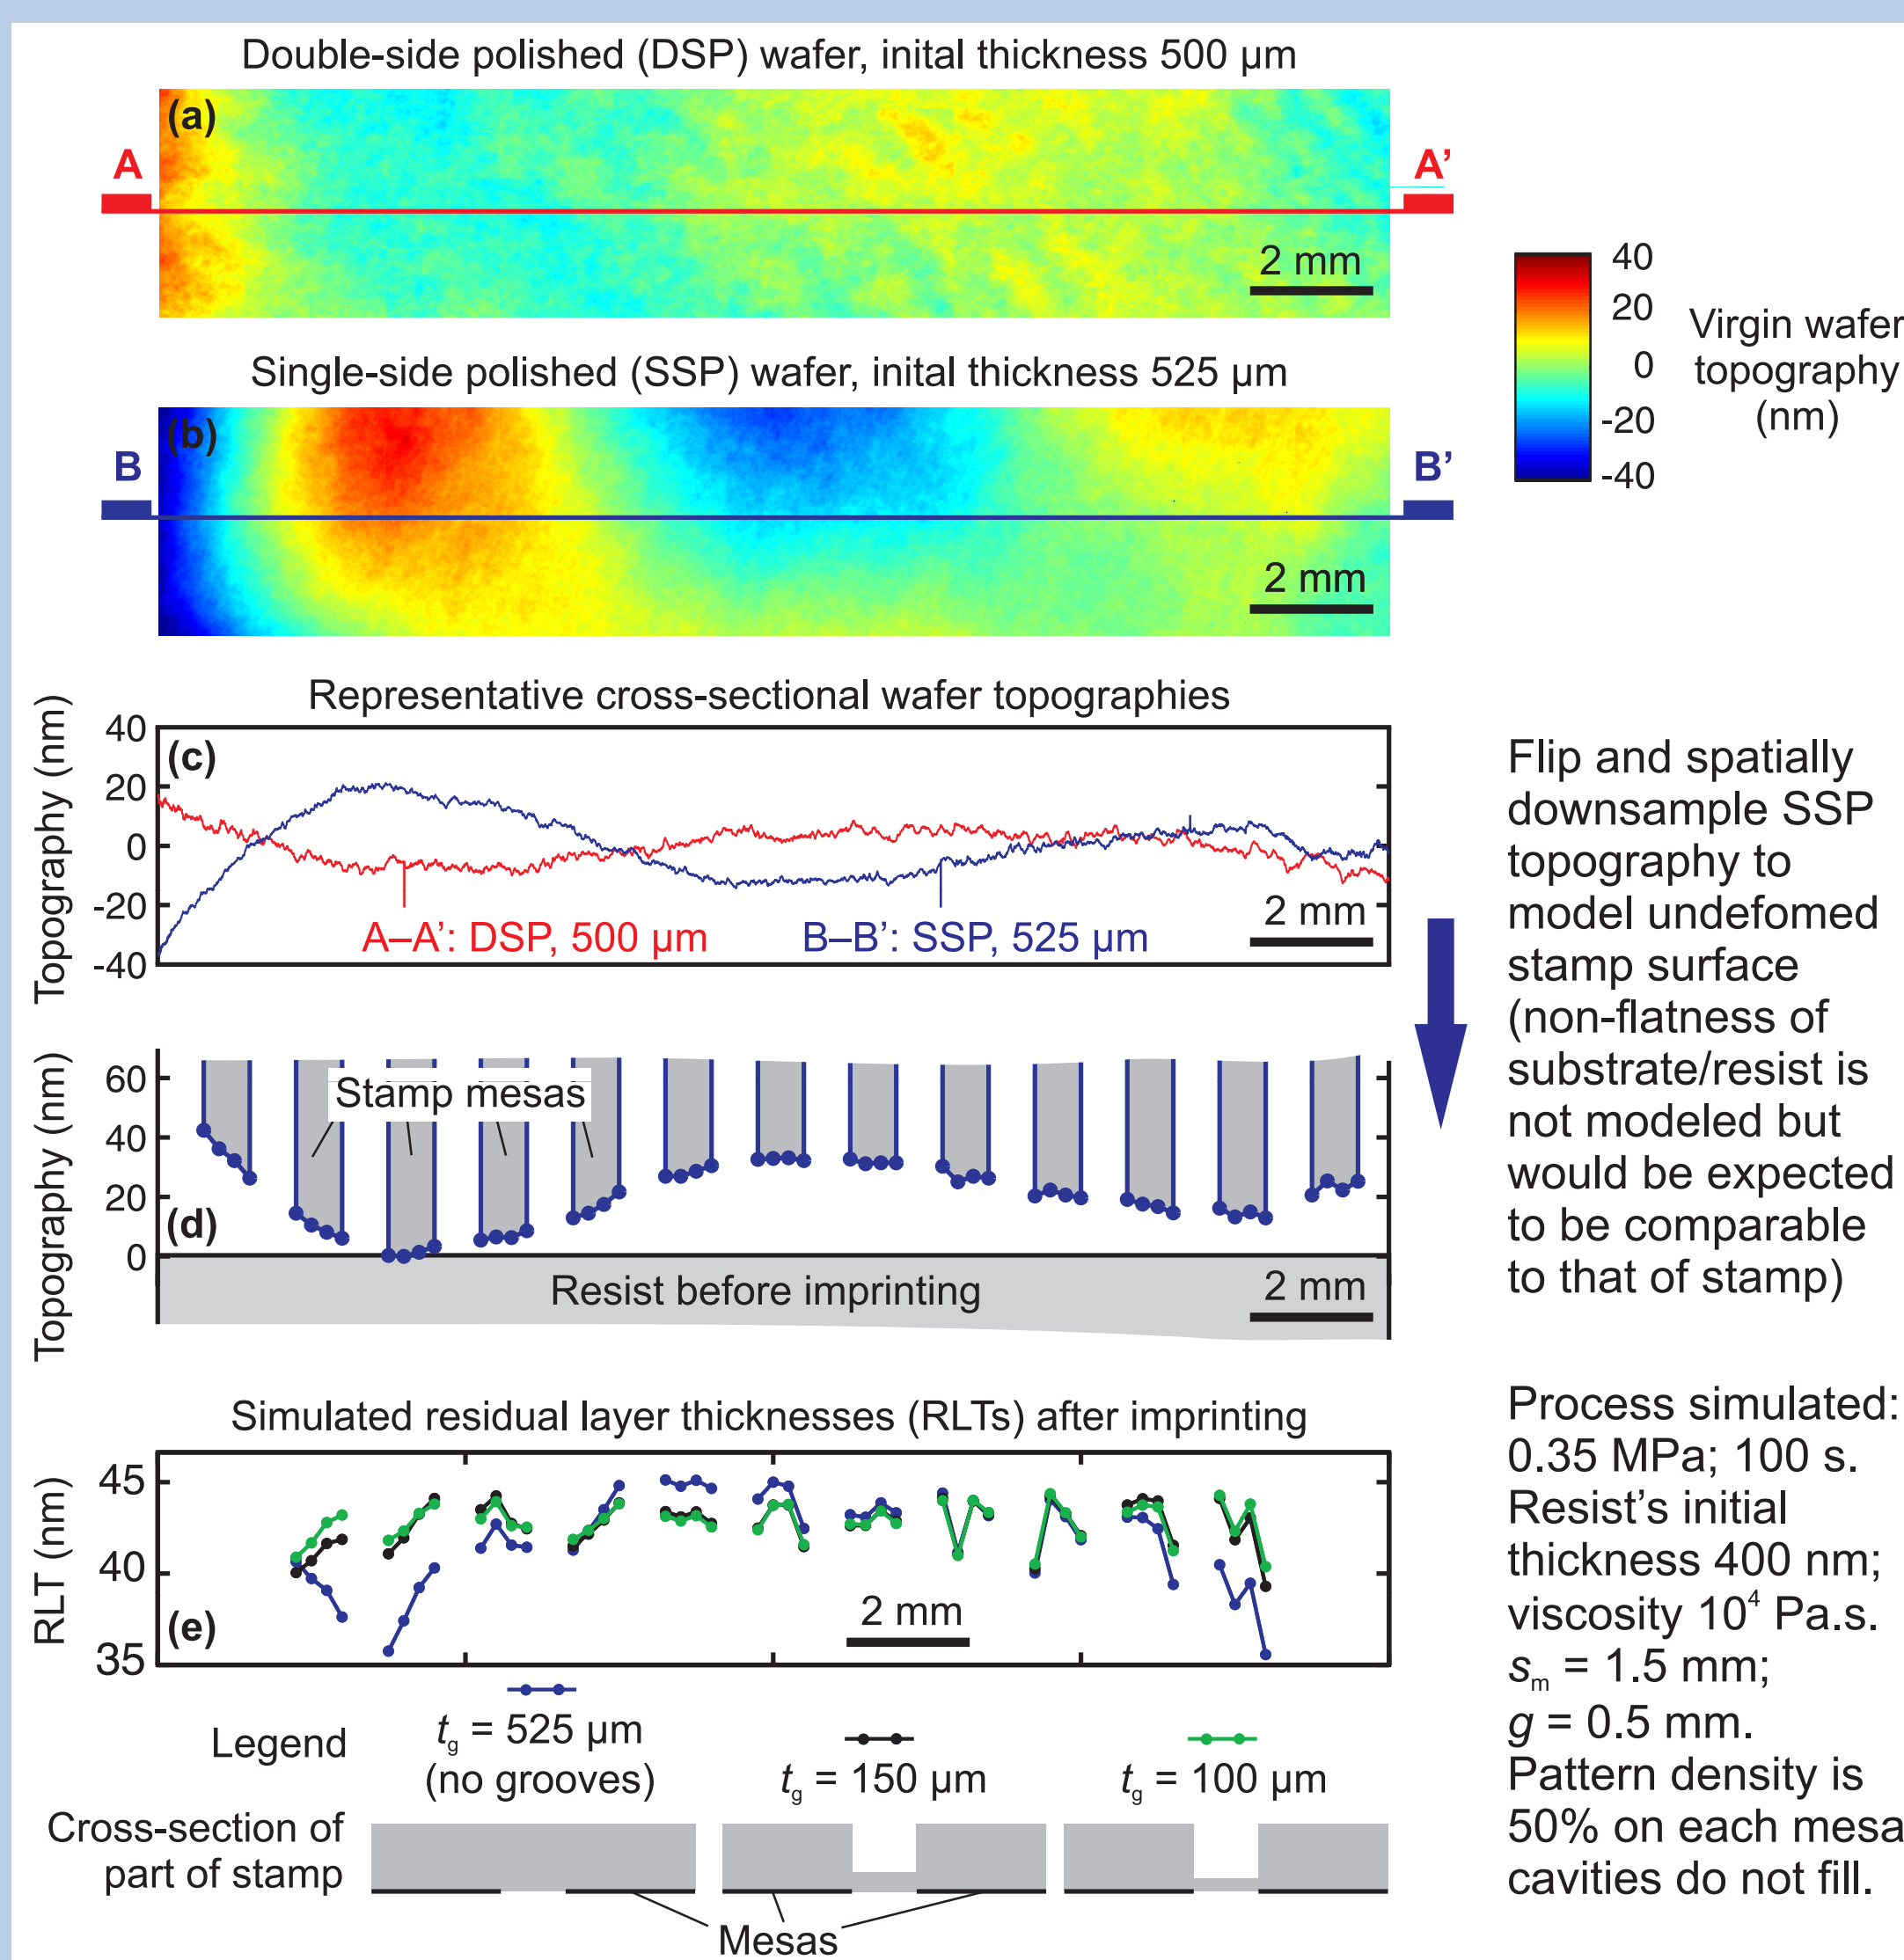 Double-side polished (DSP) wafer, inital thickness 500 µm
(a)
A
A’
2 mm
Single-side polished (SSP) wafer, inital thickness 525 µm
(b)
B
B’
2 mm
40
20
0
-20
-40
Virgin wafer
topography
(nm)
Representative cross-sectional wafer topographies
Topography (nm)
40
20
0
-20
-40
(c)
A–A’: DSP, 500 µm
B–B’: SSP, 525 µm
2 mm
Flip and spatially
downsample SSP
topography to
model undefomed
stamp surface
(non-flatness of
substrate/resist is
not modeled but
would be expected
to be comparable
to that of stamp)
Topography (nm)
60
40
20
0
Stamp mesas
(d)
Resist before imprinting
2 mm
Simulated residual layer thicknesses (RLTs) after imprinting
RLT (nm)
45
40
35
(e)
2 mm
Process simulated:
0.35 MPa; 100 s.
Resist’s initial
thickness 400 nm;
viscosity 10⁴ Pa.s.
sₘ = 1.5 mm;
g = 0.5 mm.
Pattern density is
50% on each mesa
cavities do not fill.
Legend
t_g = 525 µm
(no grooves)
t_g = 150 µm
t_g = 100 µm
Cross-section of
part of stamp
Mesas